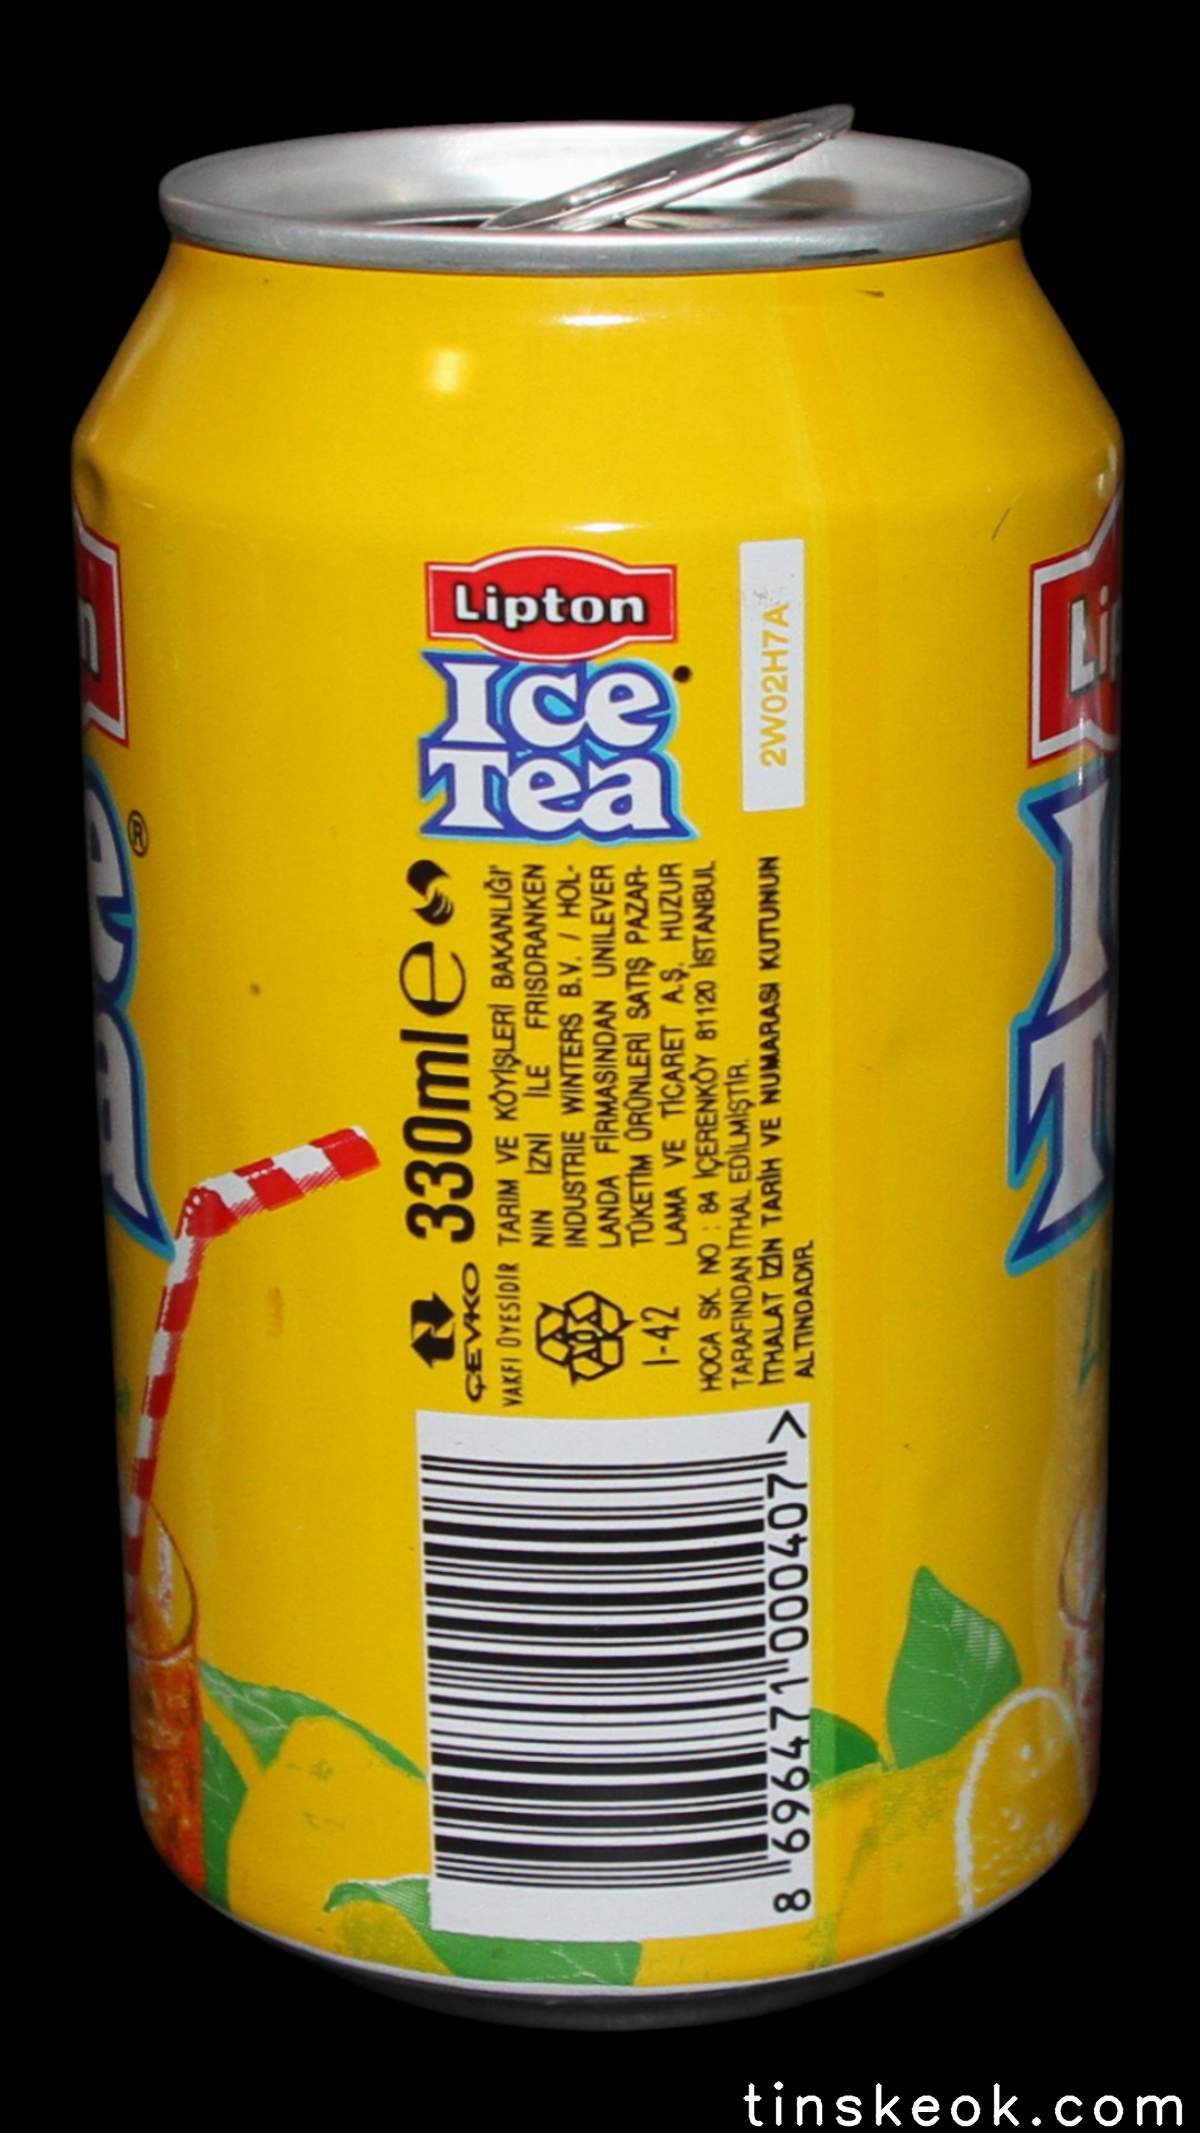 Lipton
Ice
Tea
2W02H7A
®
330ml e
TARIM VE KÖYİŞLERİ BAKANLIĞI'
NIN İZNİ İLE FRISDRANKEN
INDUSTRIE WINTERS B.V. / HOL-
LANDA FİRMASINDAN UNILEVER
TÜKETİM ÜRÜNLERİ SATIŞ PAZAR-
LAMA VE TİCARET A.Ş. HUZUR
HOCA SK. NO : 84 İÇERENKÖY 81120 İSTANBUL
TARAFINDAN İTHAL EDİLMİŞTİR.
İTHALAT İZİN TARİH VE NUMARASI KUTUNUN
ALTINDADIR.
ÇEVKO
VAKFI ÜYESİDİR
1-42
8 696471 000407 >
Lip
tinskeok.com